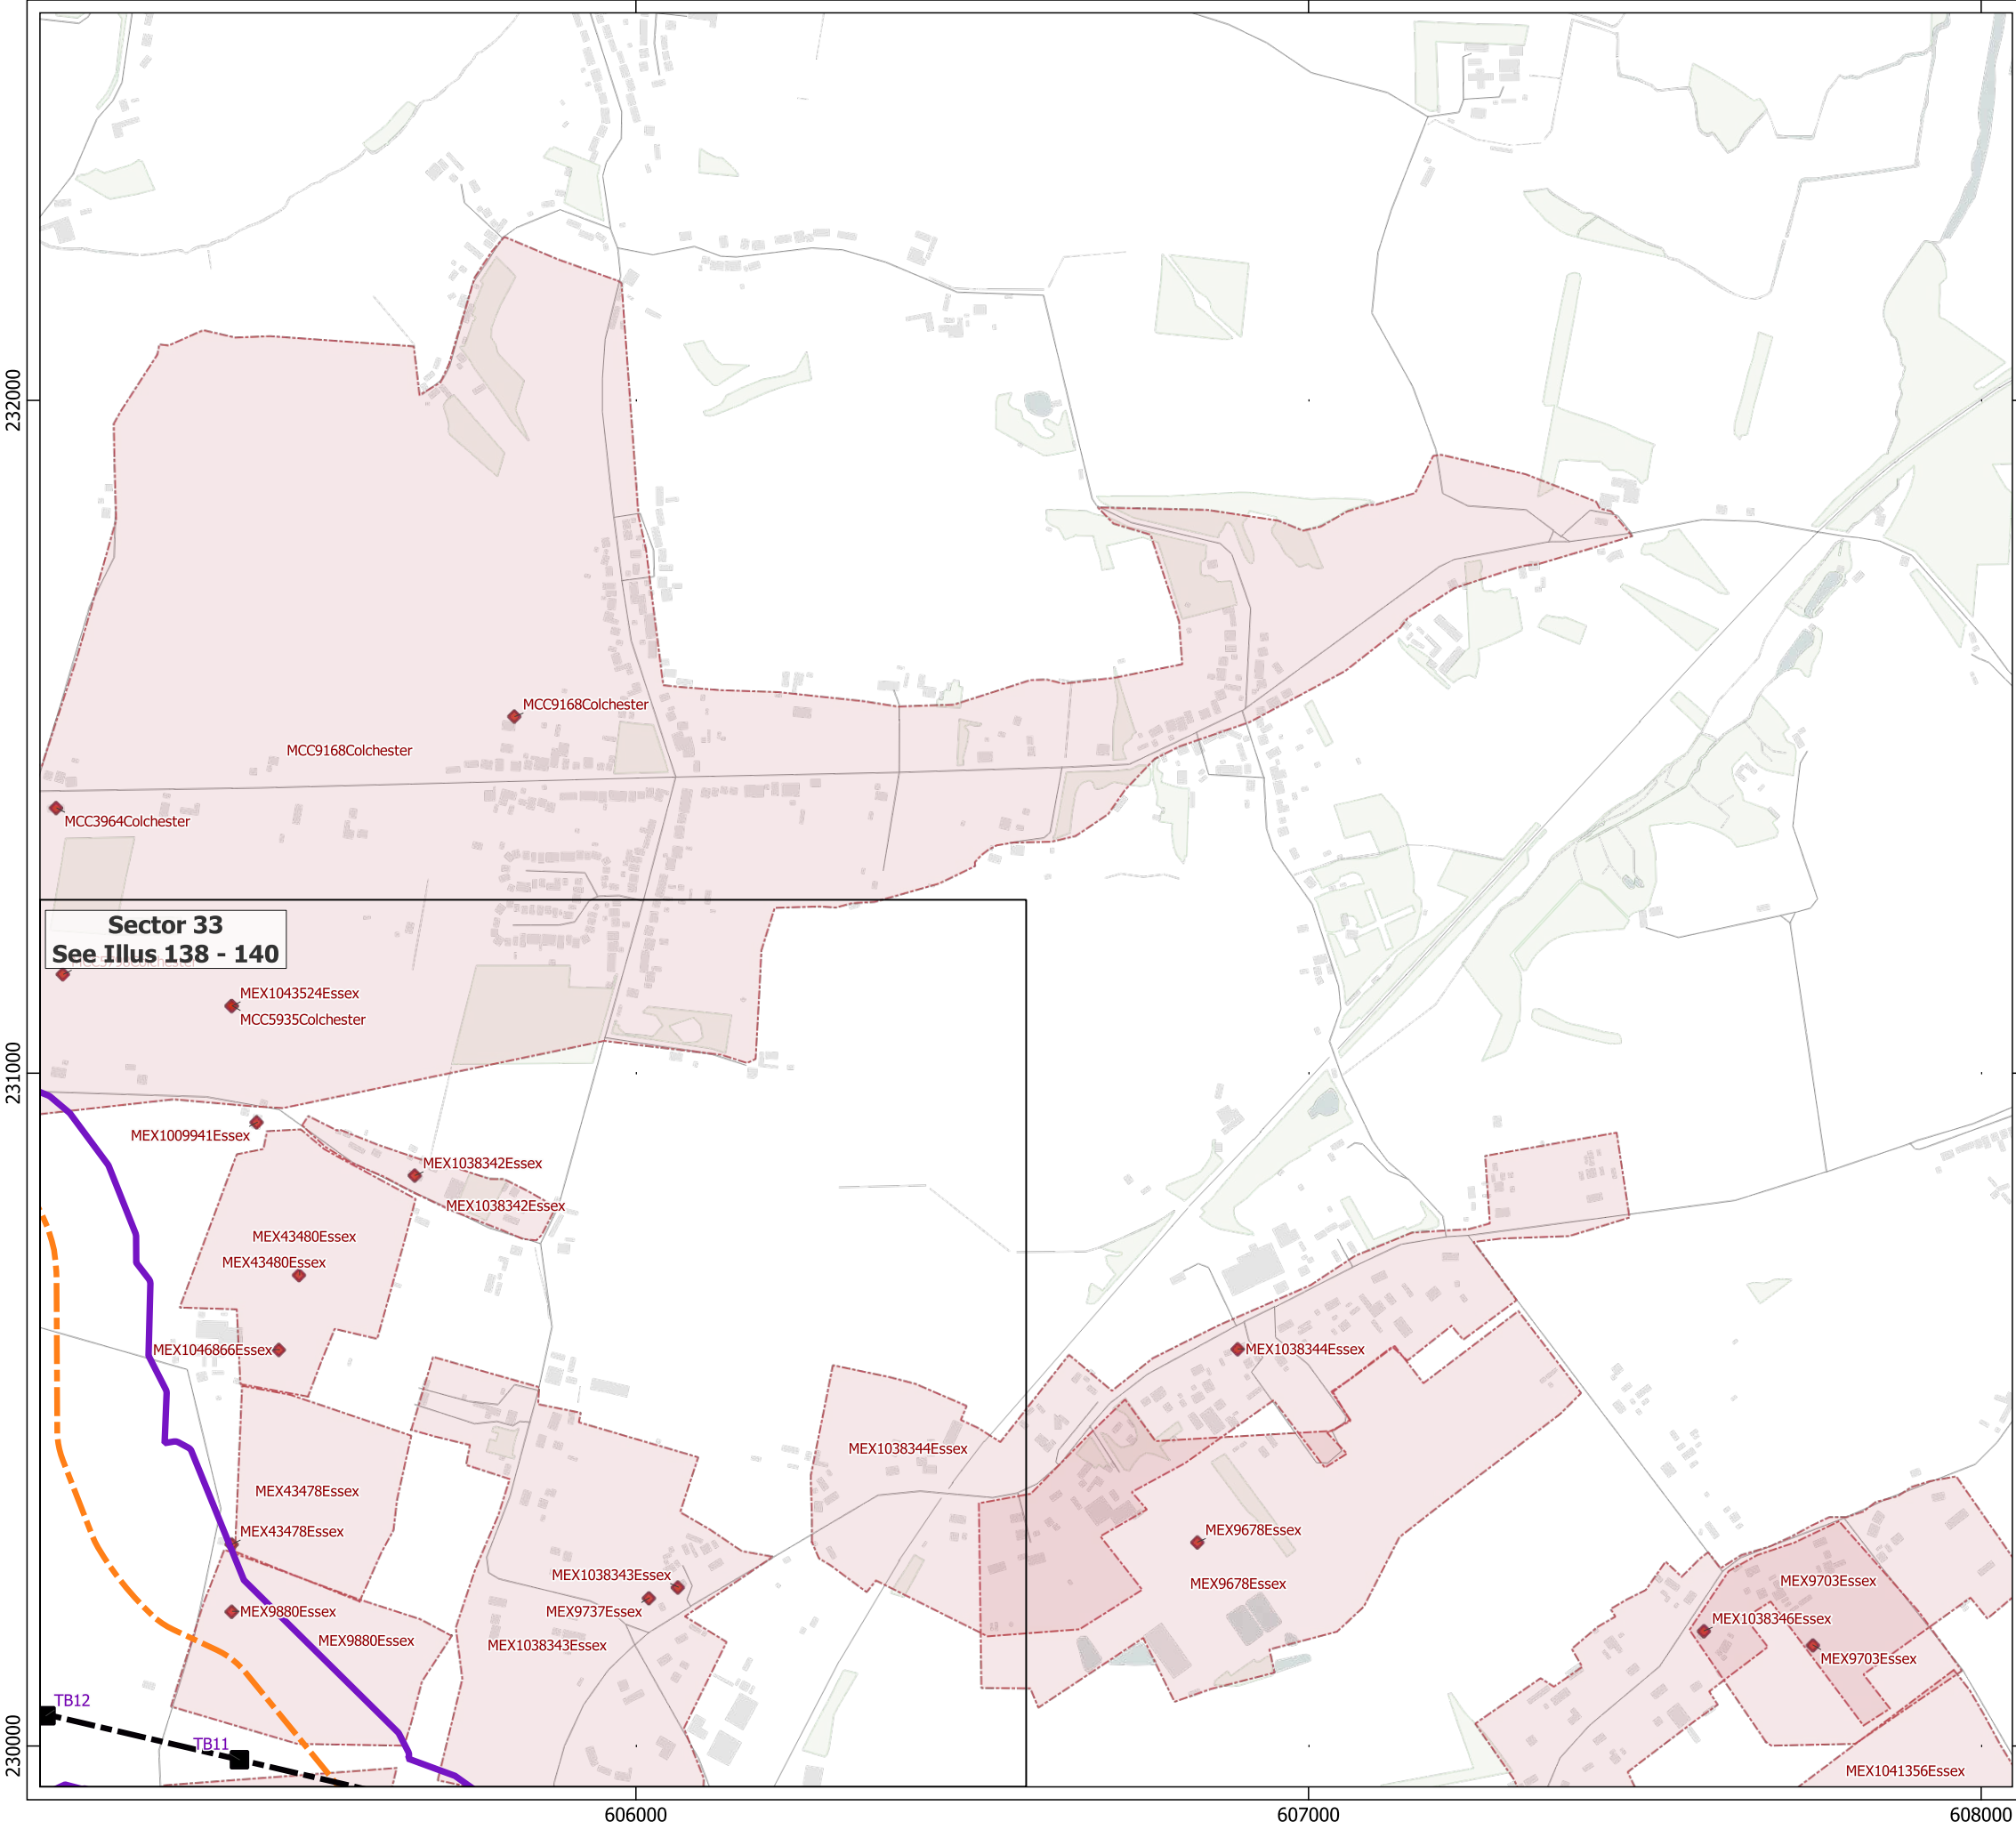 232000
MCC9168Colchester
MCC9168Colchester
MCC3964Colchester
Sector 33
See Illus 138 - 140
MEX1043524Essex
MCC5935Colchester
231000
MEX1009941Essex
MEX1038342Essex
MEX1038342Essex
MEX43480Essex
MEX43480Essex
MEX1046866Essex
MEX1038344Essex
MEX1038344Essex
MEX43478Essex
MEX43478Essex
MEX9678Essex
MEX9678Essex
MEX1038343Essex
MEX9737Essex
MEX1038343Essex
MEX9880Essex
MEX9880Essex
MEX9703Essex
MEX1038346Essex
MEX9703Essex
TB12
TB11
230000
MEX1041356Essex
606000
607000
608000